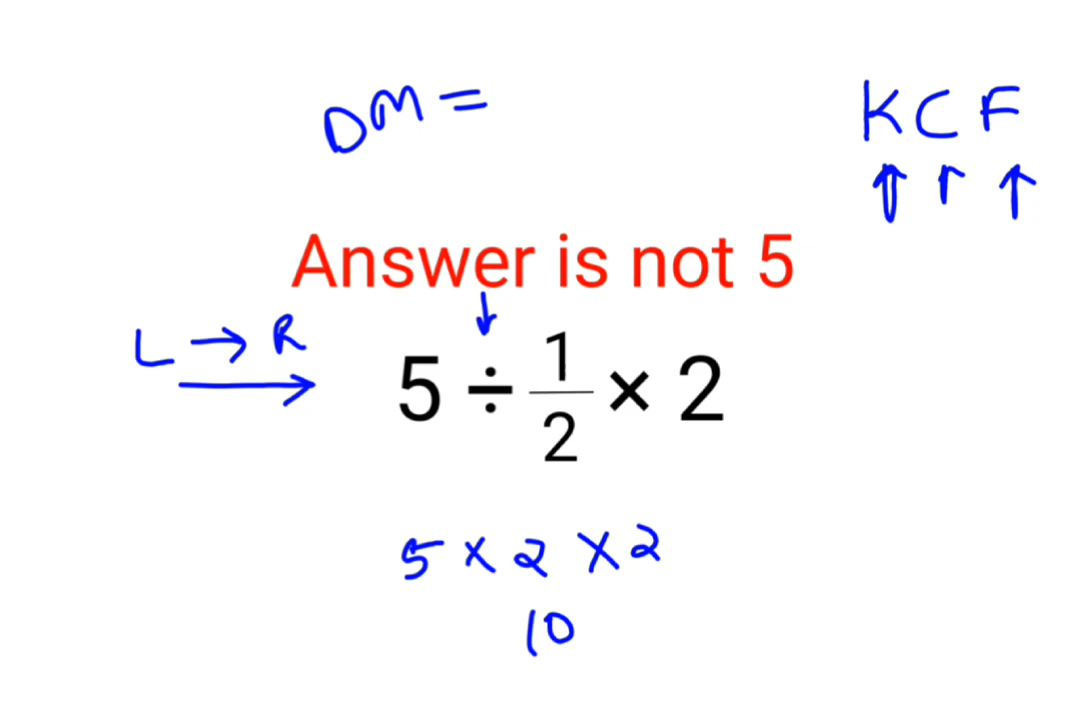 DM =
KCF
Answer is not 5
L → R
5 ÷ 1/2 × 2
5 × 2 × 2
10